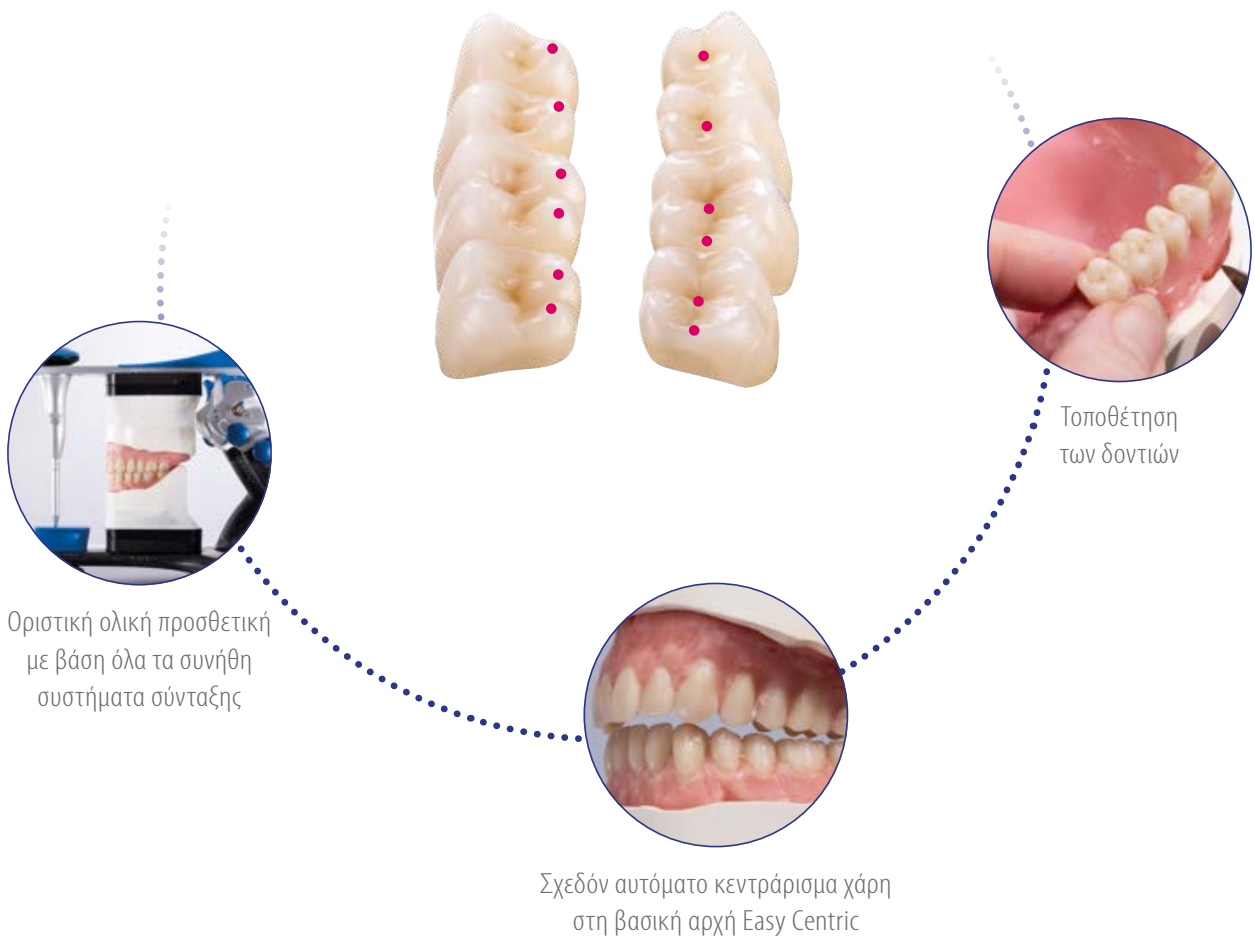 Τοποθέτηση
των δοντιών
Οριστική ολική προσθετική
με βάση όλα τα συνήθη
συστήματα σύνταξης
Σχεδόν αυτόματο κεντράρισμα χάρη
στη βασική αρχή Easy Centric